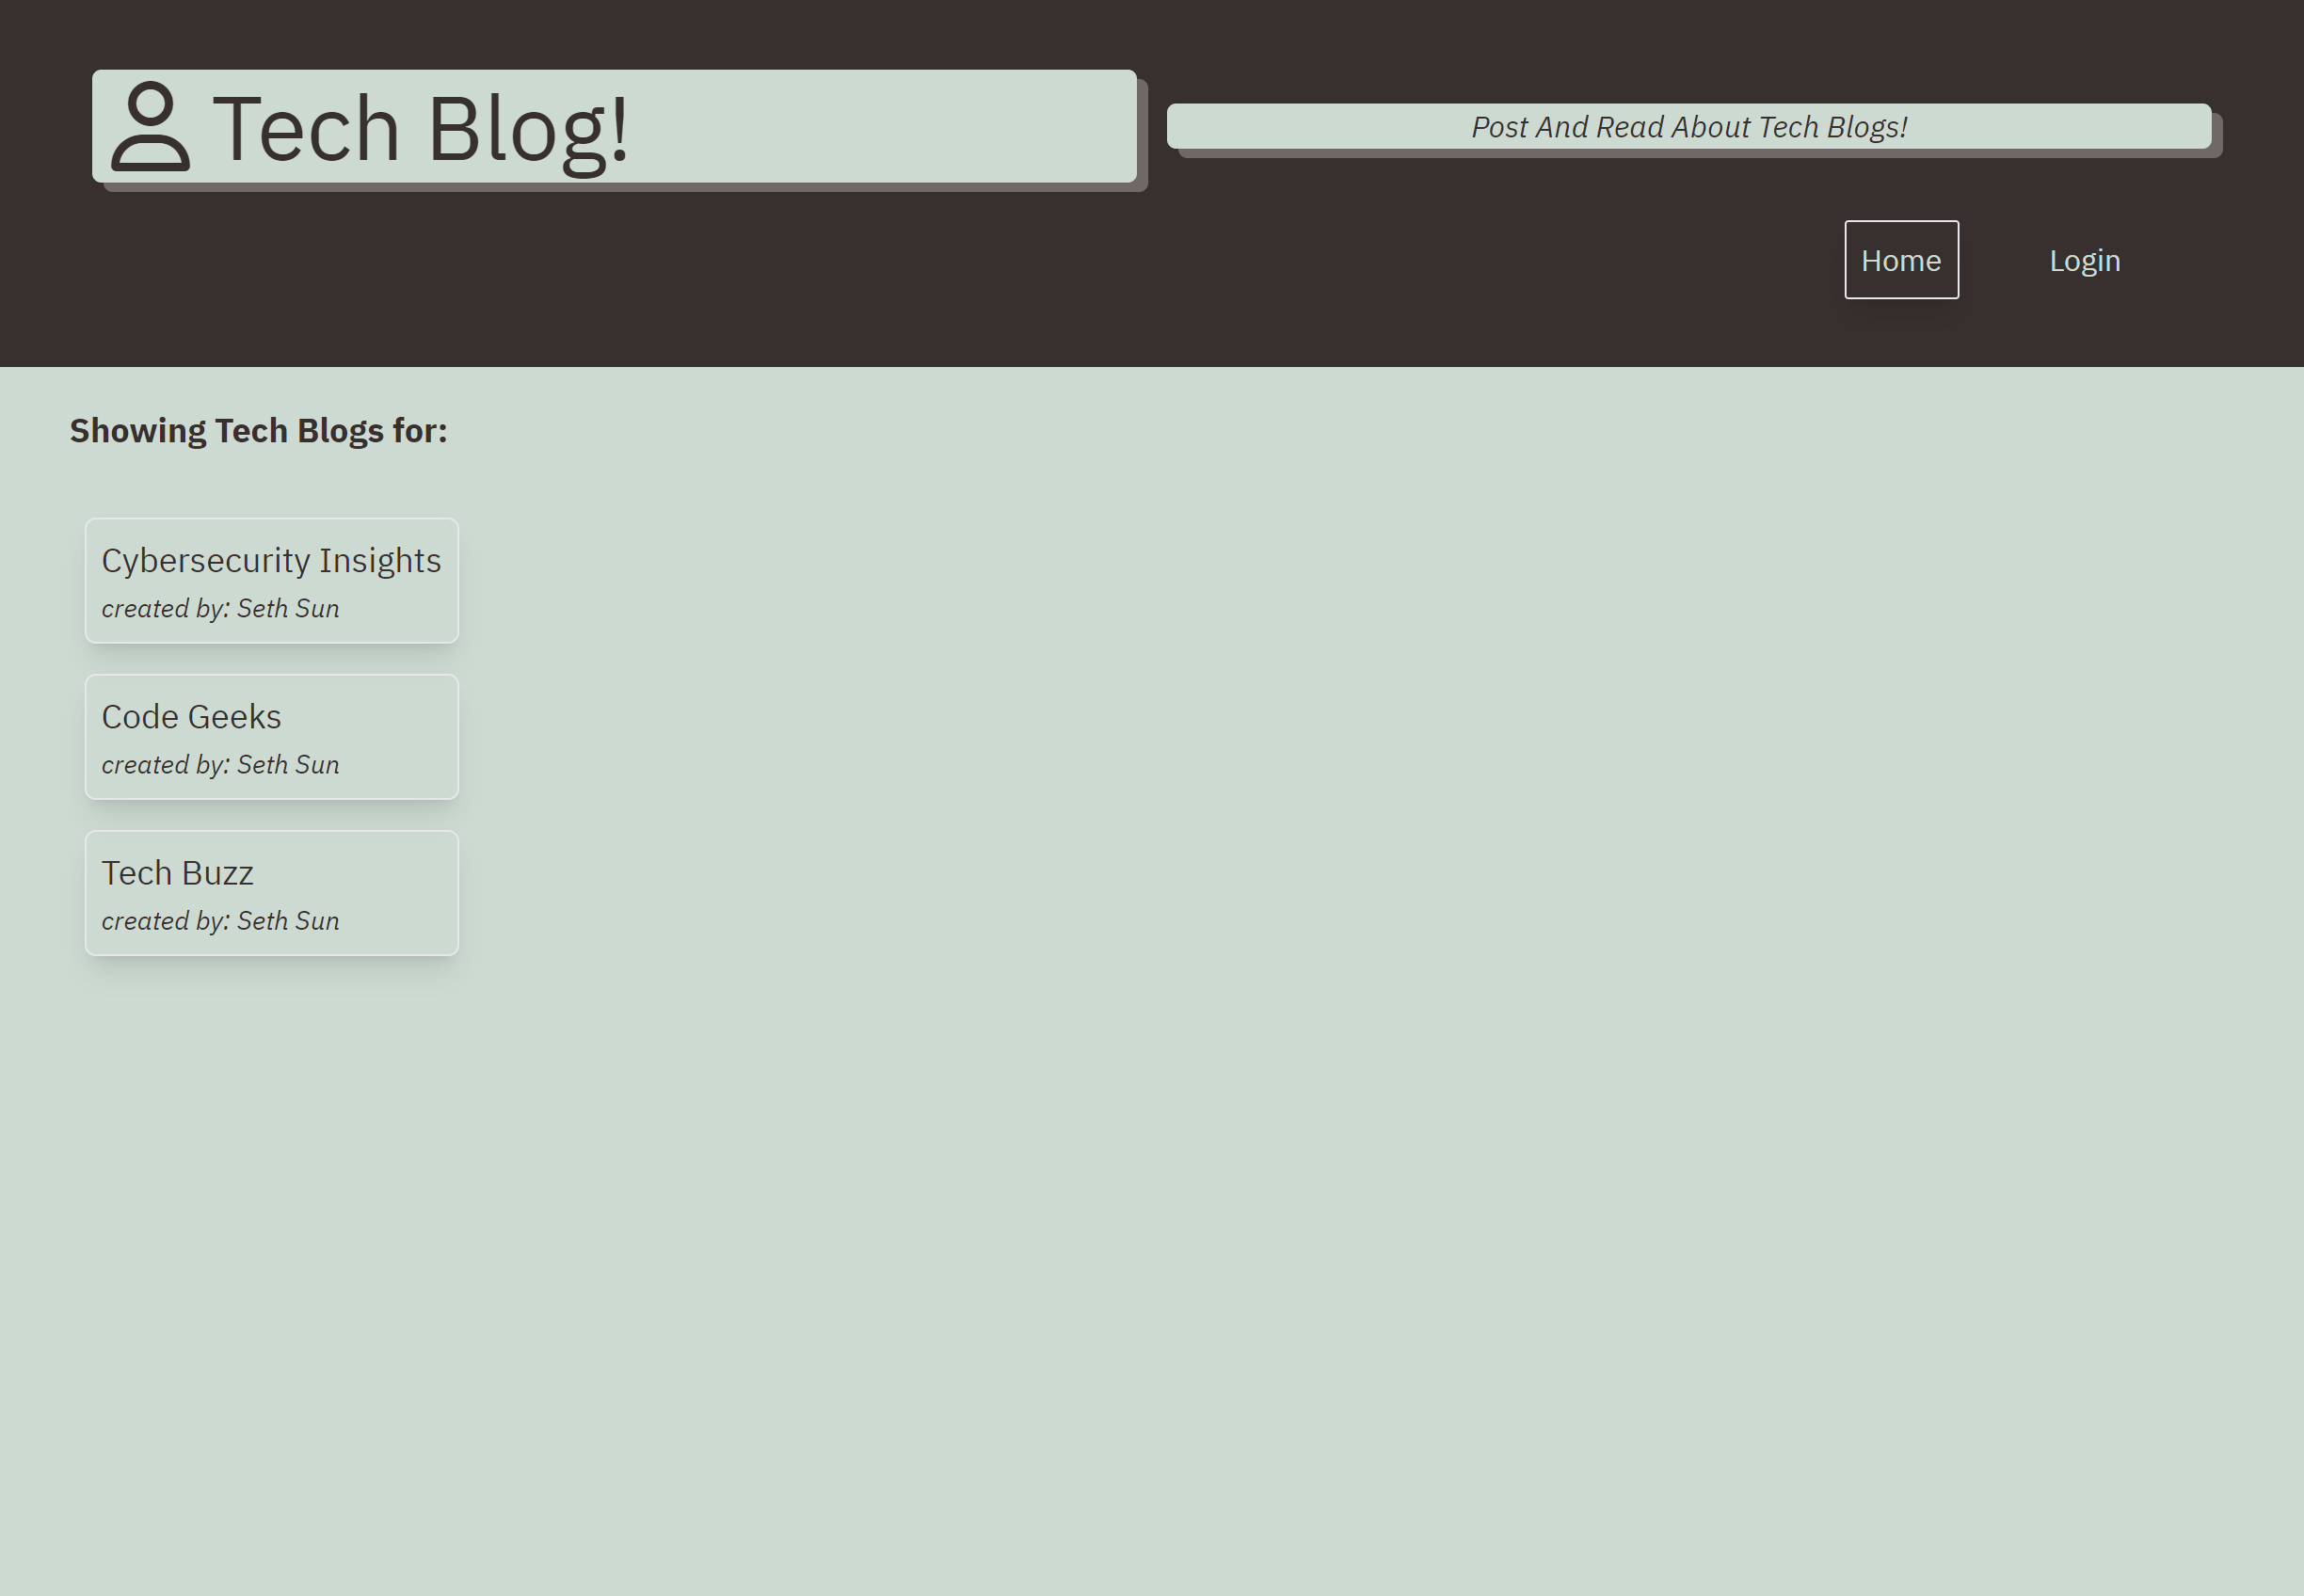 Tech Blog!
Post And Read About Tech Blogs!
Home
Login
Showing Tech Blogs for:
Cybersecurity Insights
created by: Seth Sun
Code Geeks
created by: Seth Sun
Tech Buzz
created by: Seth Sun